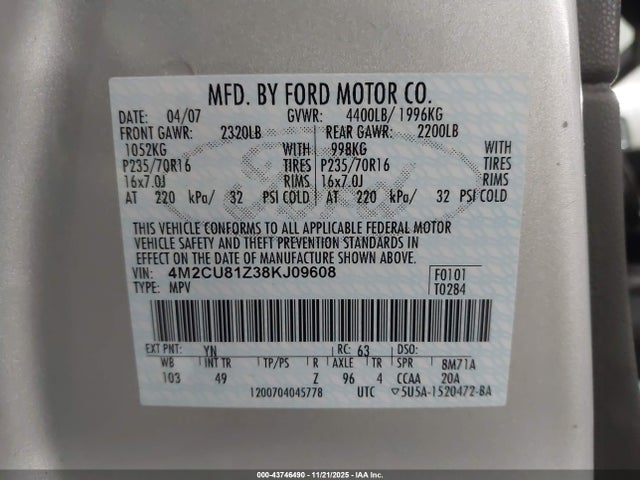 MFD. BY FORD MOTOR CO.
DATE: 04/07 GVWR: 4400LB/1996KG
FRONT GAWR: 2320LB REAR GAWR: 2200LB
1052KG WITH 998KG WITH
P235/70R16 TIRES P235/70R16 TIRES
16x7.0J RIMS 16x7.0J RIMS
AT 220 kPa/ 32 PSI COLD AT 220 kPa/ 32 PSI COLD
THIS VEHICLE CONFORMS TO ALL APPLICABLE FEDERAL MOTOR
VEHICLE SAFETY AND THEFT PREVENTION STANDARDS IN
EFFECT ON THE DATE OF MANUFACTURE SHOWN ABOVE.
VIN: 4M2CU81Z38KJ09608 F0101
TYPE: MPV T0284
EXT PNT: YN RC: 63 DSO:
WB INT TR TP/PS R AXLE TR SPR 8M71A
103 49 Z 96 4 CCAA 20A
1200704045778 UTC ▽5U5A-1520472-BA
000-43746490 - 11/21/2025 - IAA Inc.